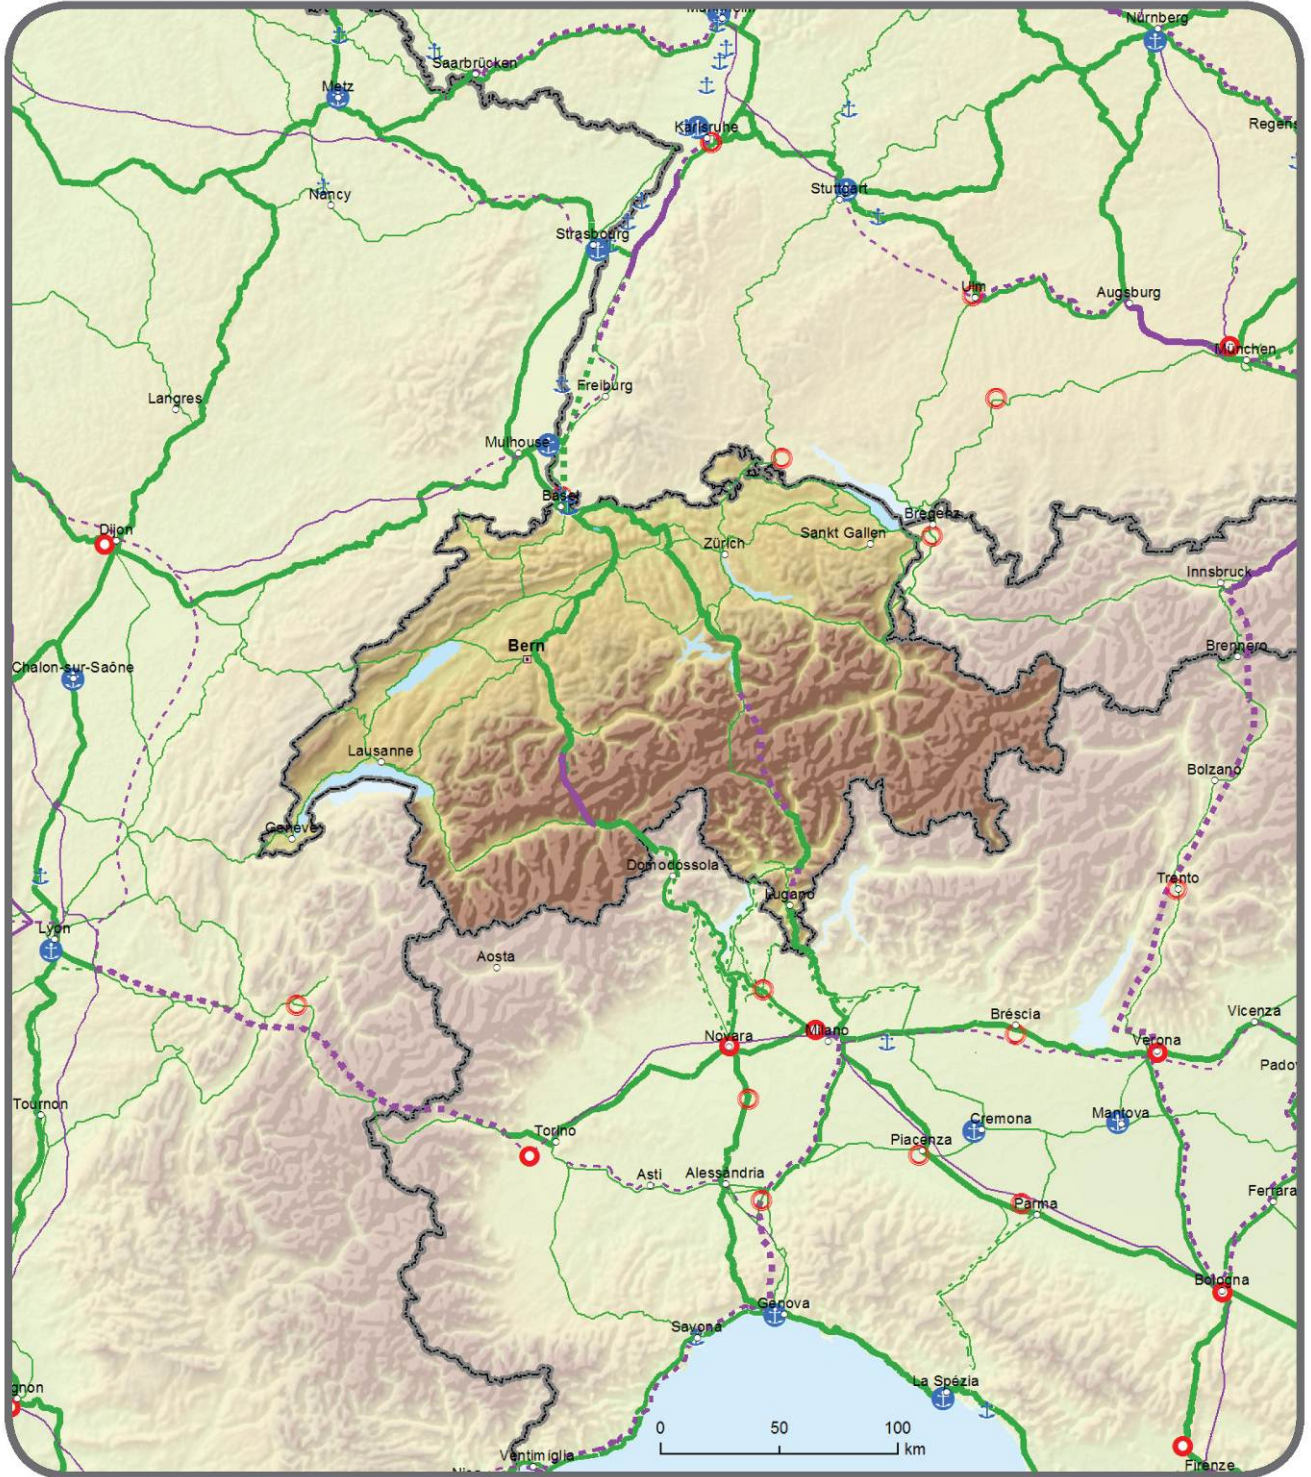 Nürnberg
Saarbrücken
Metz
Karlsruhe
Regens
Stuttgart
Nancy
Strasbourg
Ulm
Augsburg
München
Freiburg
Langres
Mulhouse
Basel
Bregenz
Dijon
Zürich
Sankt Gallen
Innsbruck
Bern
Brennero
Chalon-sur-Saône
Lausanne
Bolzano
Genève
Domodossola
Trento
Lugano
Lyon
Aosta
Brescia
Vicenza
Novara
Milano
Verona
Padov
Tournon
Cremona
Mantova
Torino
Piacenza
Asti
Alessandria
Ferrara
Parma
Bologna
Genova
Savona
gnon
La Spézia
0 50 100
km
Ventimiglia
Firenze